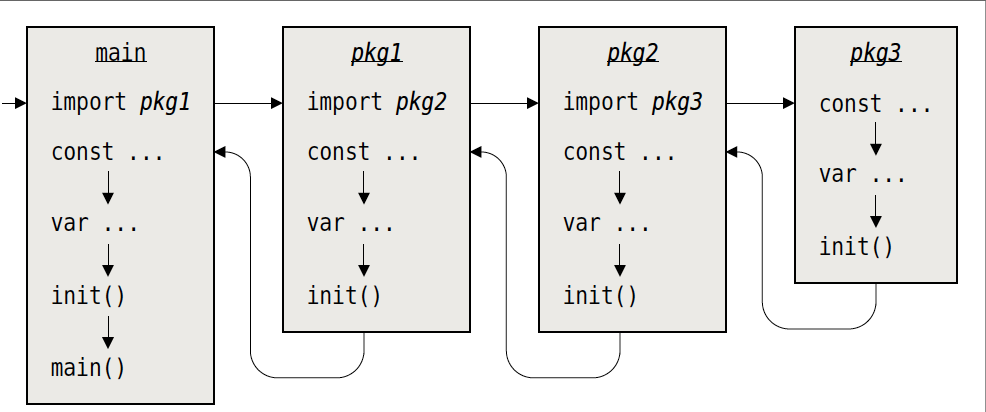 main
import pkg1
const ...
var ...
init()
main()
pkg1
import pkg2
const ...
var ...
init()
pkg2
import pkg3
const ...
var ...
init()
pkg3
const ...
var ...
init()